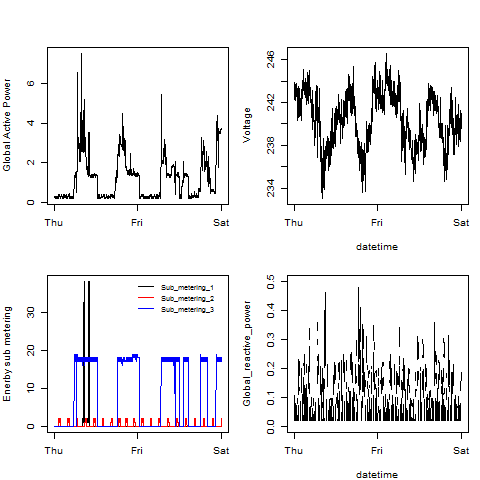 Global Active Power
0 2 4 6
Thu Fri Sat
Voltage
234 238 242 246
Thu Fri Sat
datetime
Enerby sub metering
0 10 20 30
Sub_metering_1
Sub_metering_2
Sub_metering_3
Thu Fri Sat
Global_reactive_power
0.0 0.1 0.2 0.3 0.4 0.5
Thu Fri Sat
datetime